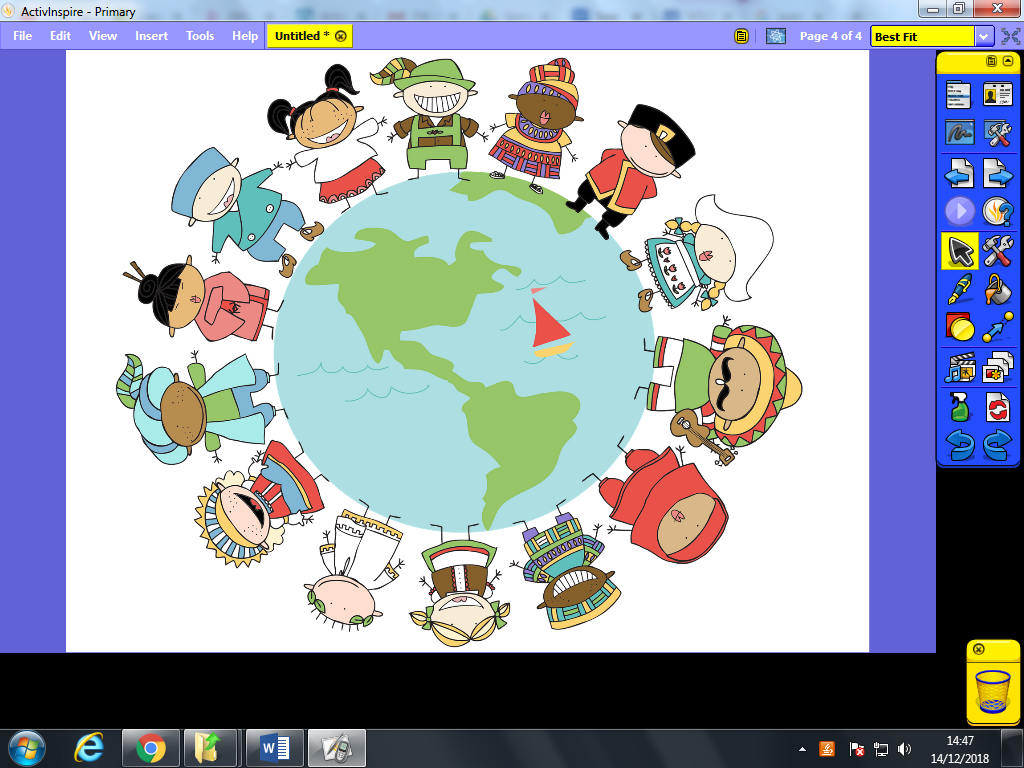 ActivInspire - Primary
File Edit View Insert Tools Help Untitled * Page 4 of 4 Best Fit
14:47
14/12/2018